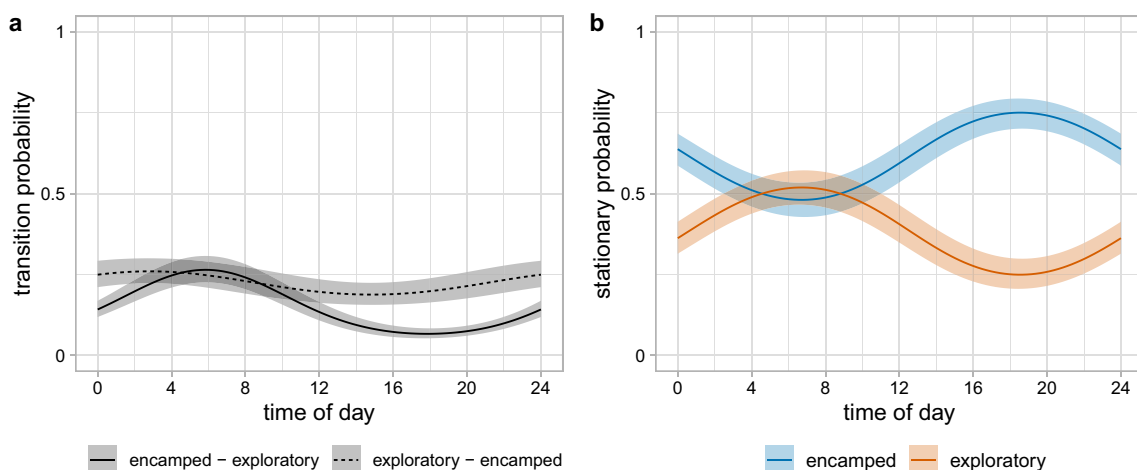 a
transition probability
1
0.5
0
0 4 8 12 16 20 24
time of day
encamped – exploratory exploratory – encamped
b
stationary probability
1
0.5
0
0 4 8 12 16 20 24
time of day
encamped exploratory